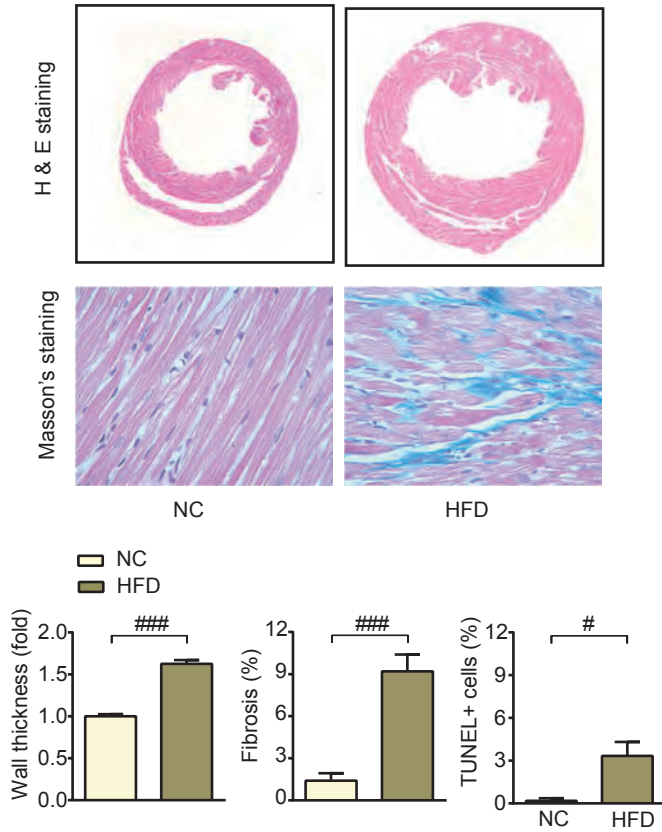 H & E staining
Masson's staining
NC
HFD
NC
HFD
Wall thickness (fold)
2.0
1.5
1.0
0.5
0.0
###
Fibrosis (%)
12
9
6
3
0
###
TUNEL+ cells (%)
12
9
6
3
0
#
NC
HFD